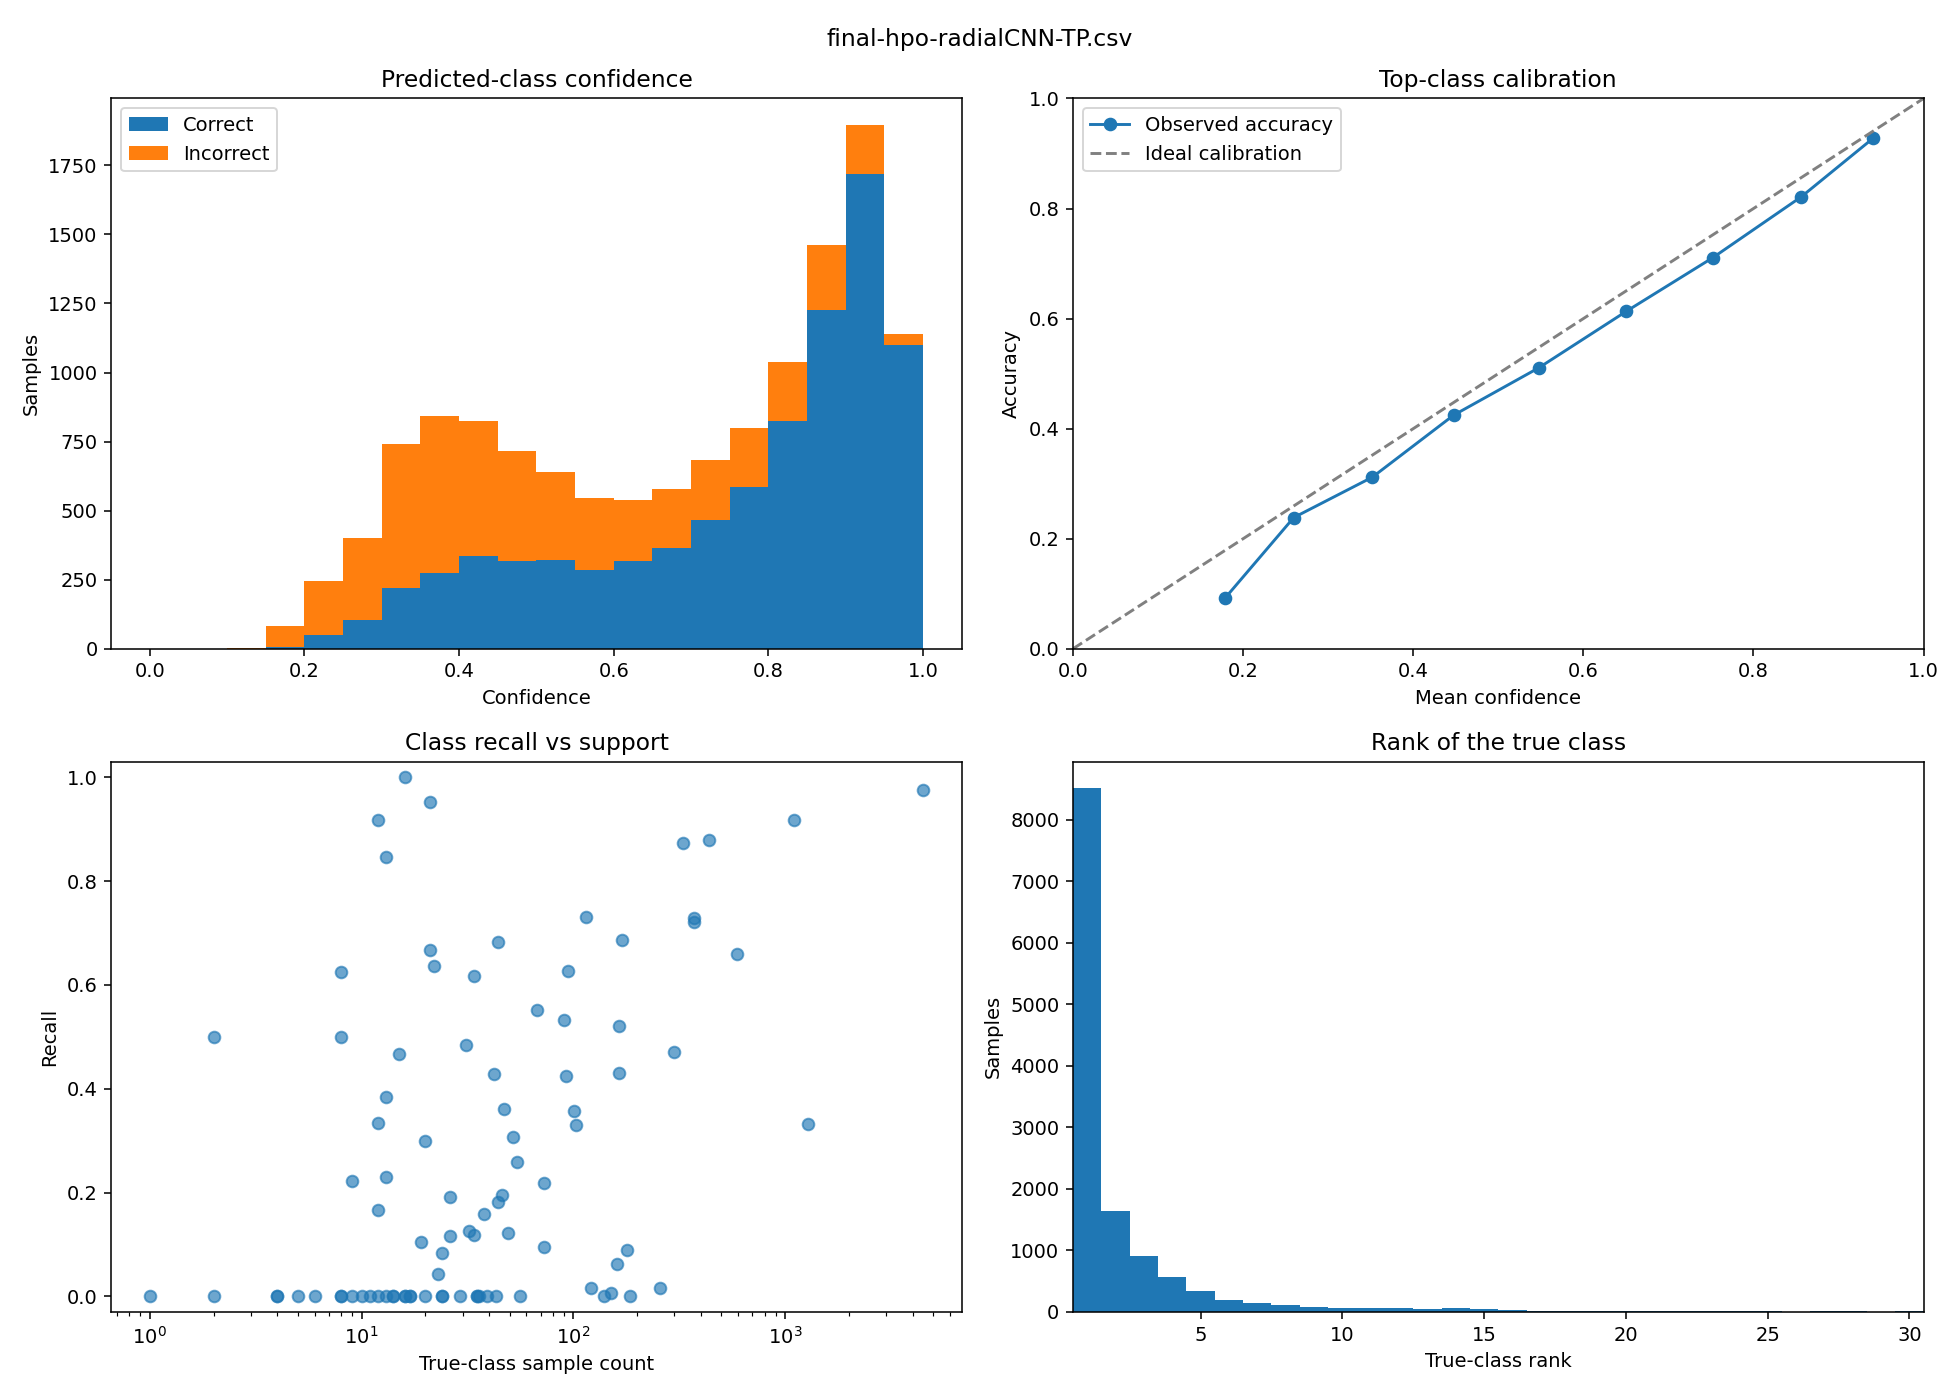 final-hpo-radialCNN-TP.csv
Predicted-class confidence
Correct
Incorrect
Samples
1750
1500
1250
1000
750
500
250
0
0.0 0.2 0.4 0.6 0.8 1.0
Confidence
Top-class calibration
Observed accuracy
Ideal calibration
Accuracy
1.0
0.8
0.6
0.4
0.2
0.0
0.0 0.2 0.4 0.6 0.8 1.0
Mean confidence
Class recall vs support
Recall
1.0
0.8
0.6
0.4
0.2
0.0
10⁰ 10¹ 10² 10³
True-class sample count
Rank of the true class
Samples
8000
7000
6000
5000
4000
3000
2000
1000
0
5 10 15 20 25 30
True-class rank